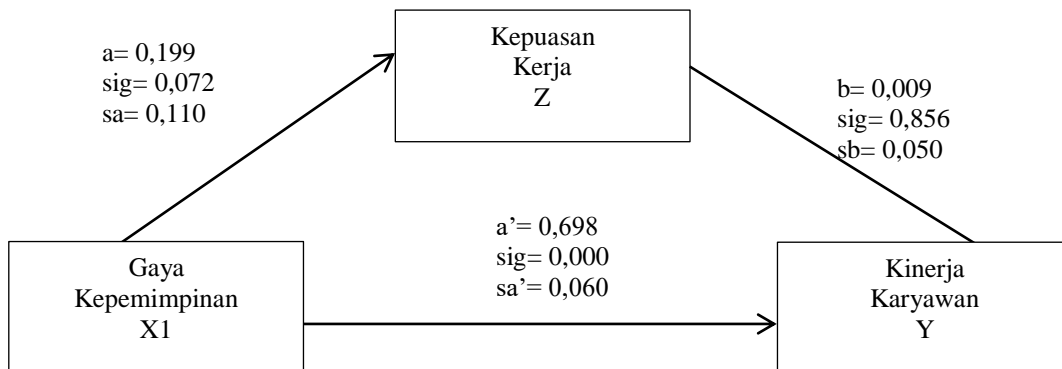 a= 0,199
sig= 0,072
sa= 0,110
Kepuasan
Kerja
Z
b= 0,009
sig= 0,856
sb= 0,050
a’= 0,698
sig= 0,000
sa’= 0,060
Gaya
Kepemimpinan
X1
Kinerja
Karyawan
Y